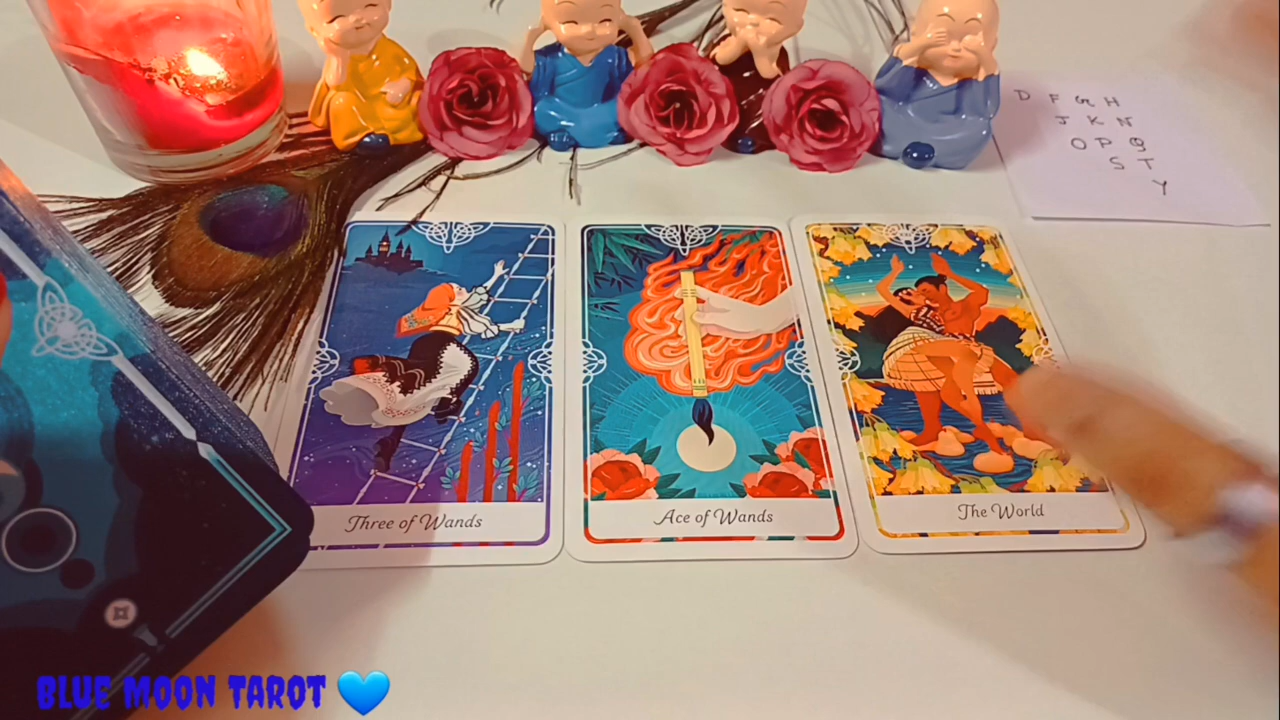 D F G H
J K N
O P Q
S T
Y
Three of Wands
Ace of Wands
The World
BLUE MOON TAROT 💙